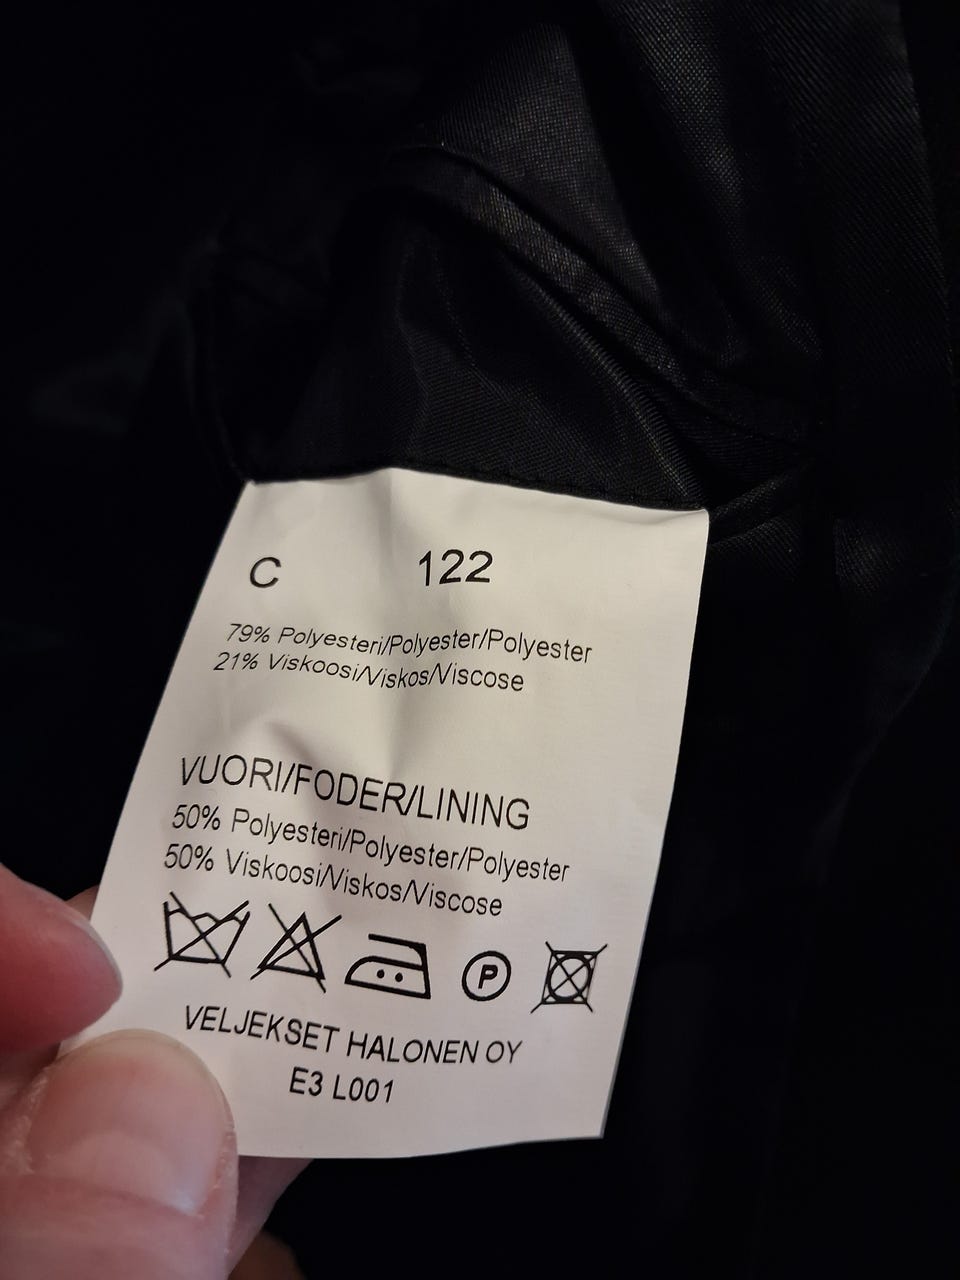 C 122
79% Polyesteri/Polyester/Polyester
21% Viskoosi/Viskos/Viscose
VUORI/FODER/LINING
50% Polyesteri/Polyester/Polyester
50% Viskoosi/Viskos/Viscose
P
VELJEKSET HALONEN OY
E3 L001